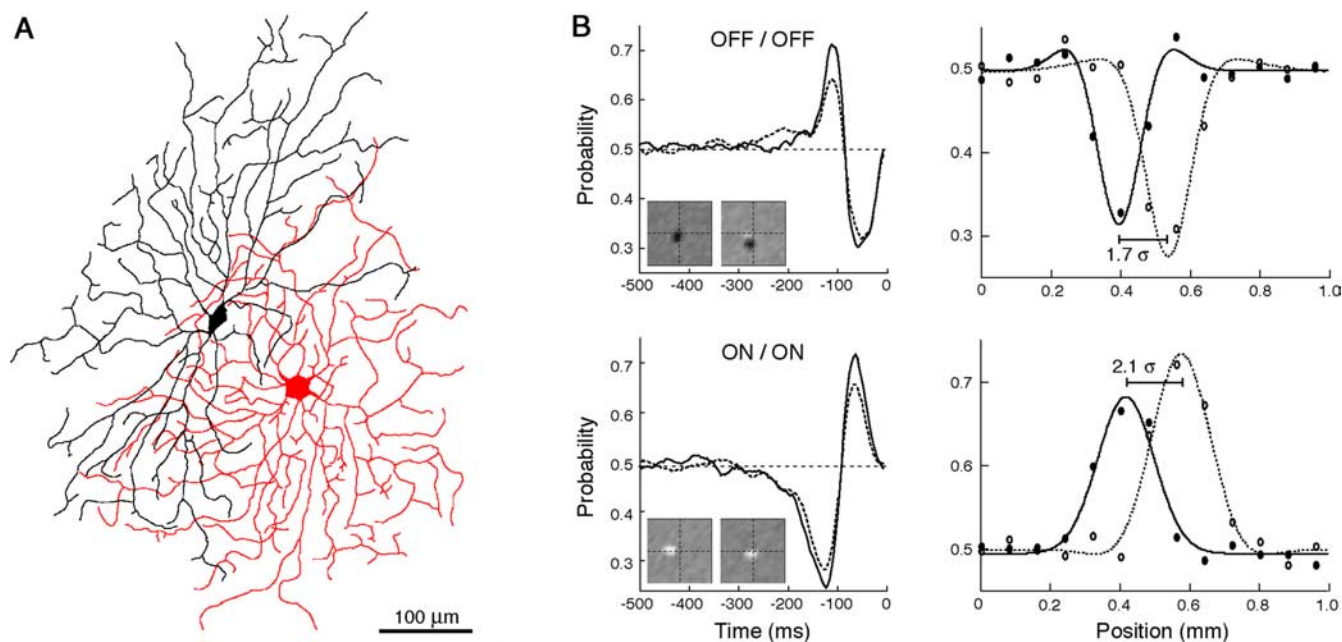 A
100 µm
B
OFF / OFF
Probability
0.7
0.6
0.5
0.4
0.3
-500 -400 -300 -200 -100 0
0.5
0.4
0.3
1.7 σ
0 0.2 0.4 0.6 0.8 1.0
ON / ON
Probability
0.7
0.6
0.5
0.4
0.3
-500 -400 -300 -200 -100 0
Time (ms)
2.1 σ
0.7
0.6
0.5
0 0.2 0.4 0.6 0.8 1.0
Position (mm)